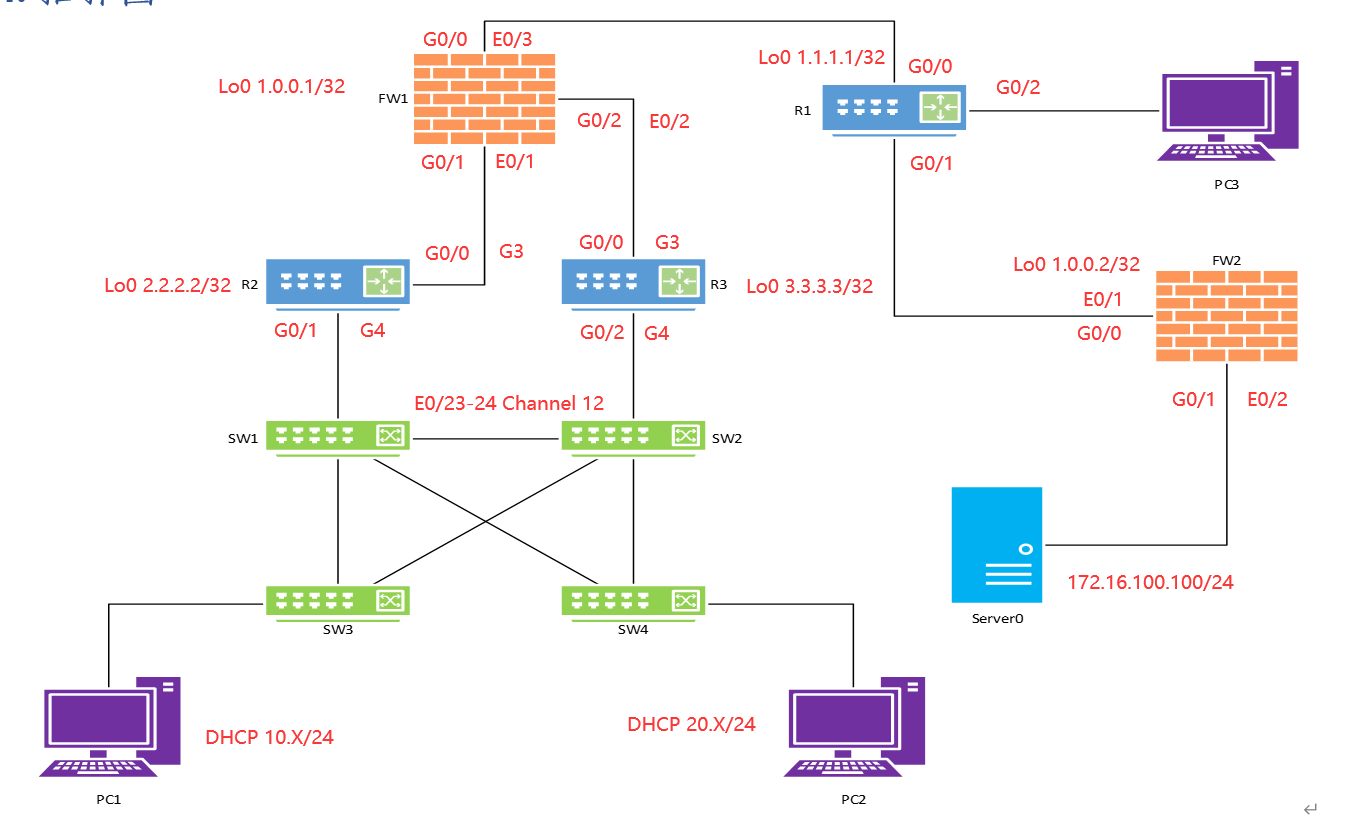 G0/0 E0/3
Lo0 1.1.1.1/32
G0/0
Lo0 1.0.0.1/32
FW1
G0/2
R1
G0/2 E0/2
G0/1 E0/1
G0/1
PC3
G0/0 G3
G0/0 G3
Lo0 2.2.2.2/32 R2
R3 Lo0 3.3.3.3/32
FW2
Lo0 1.0.0.2/32
E0/1
G0/0
G0/1 G4
G0/2 G4
G0/1 E0/2
E0/23-24 Channel 12
SW1
SW2
172.16.100.100/24
Server0
SW3
SW4
DHCP 10.X/24
DHCP 20.X/24
PC1
PC2